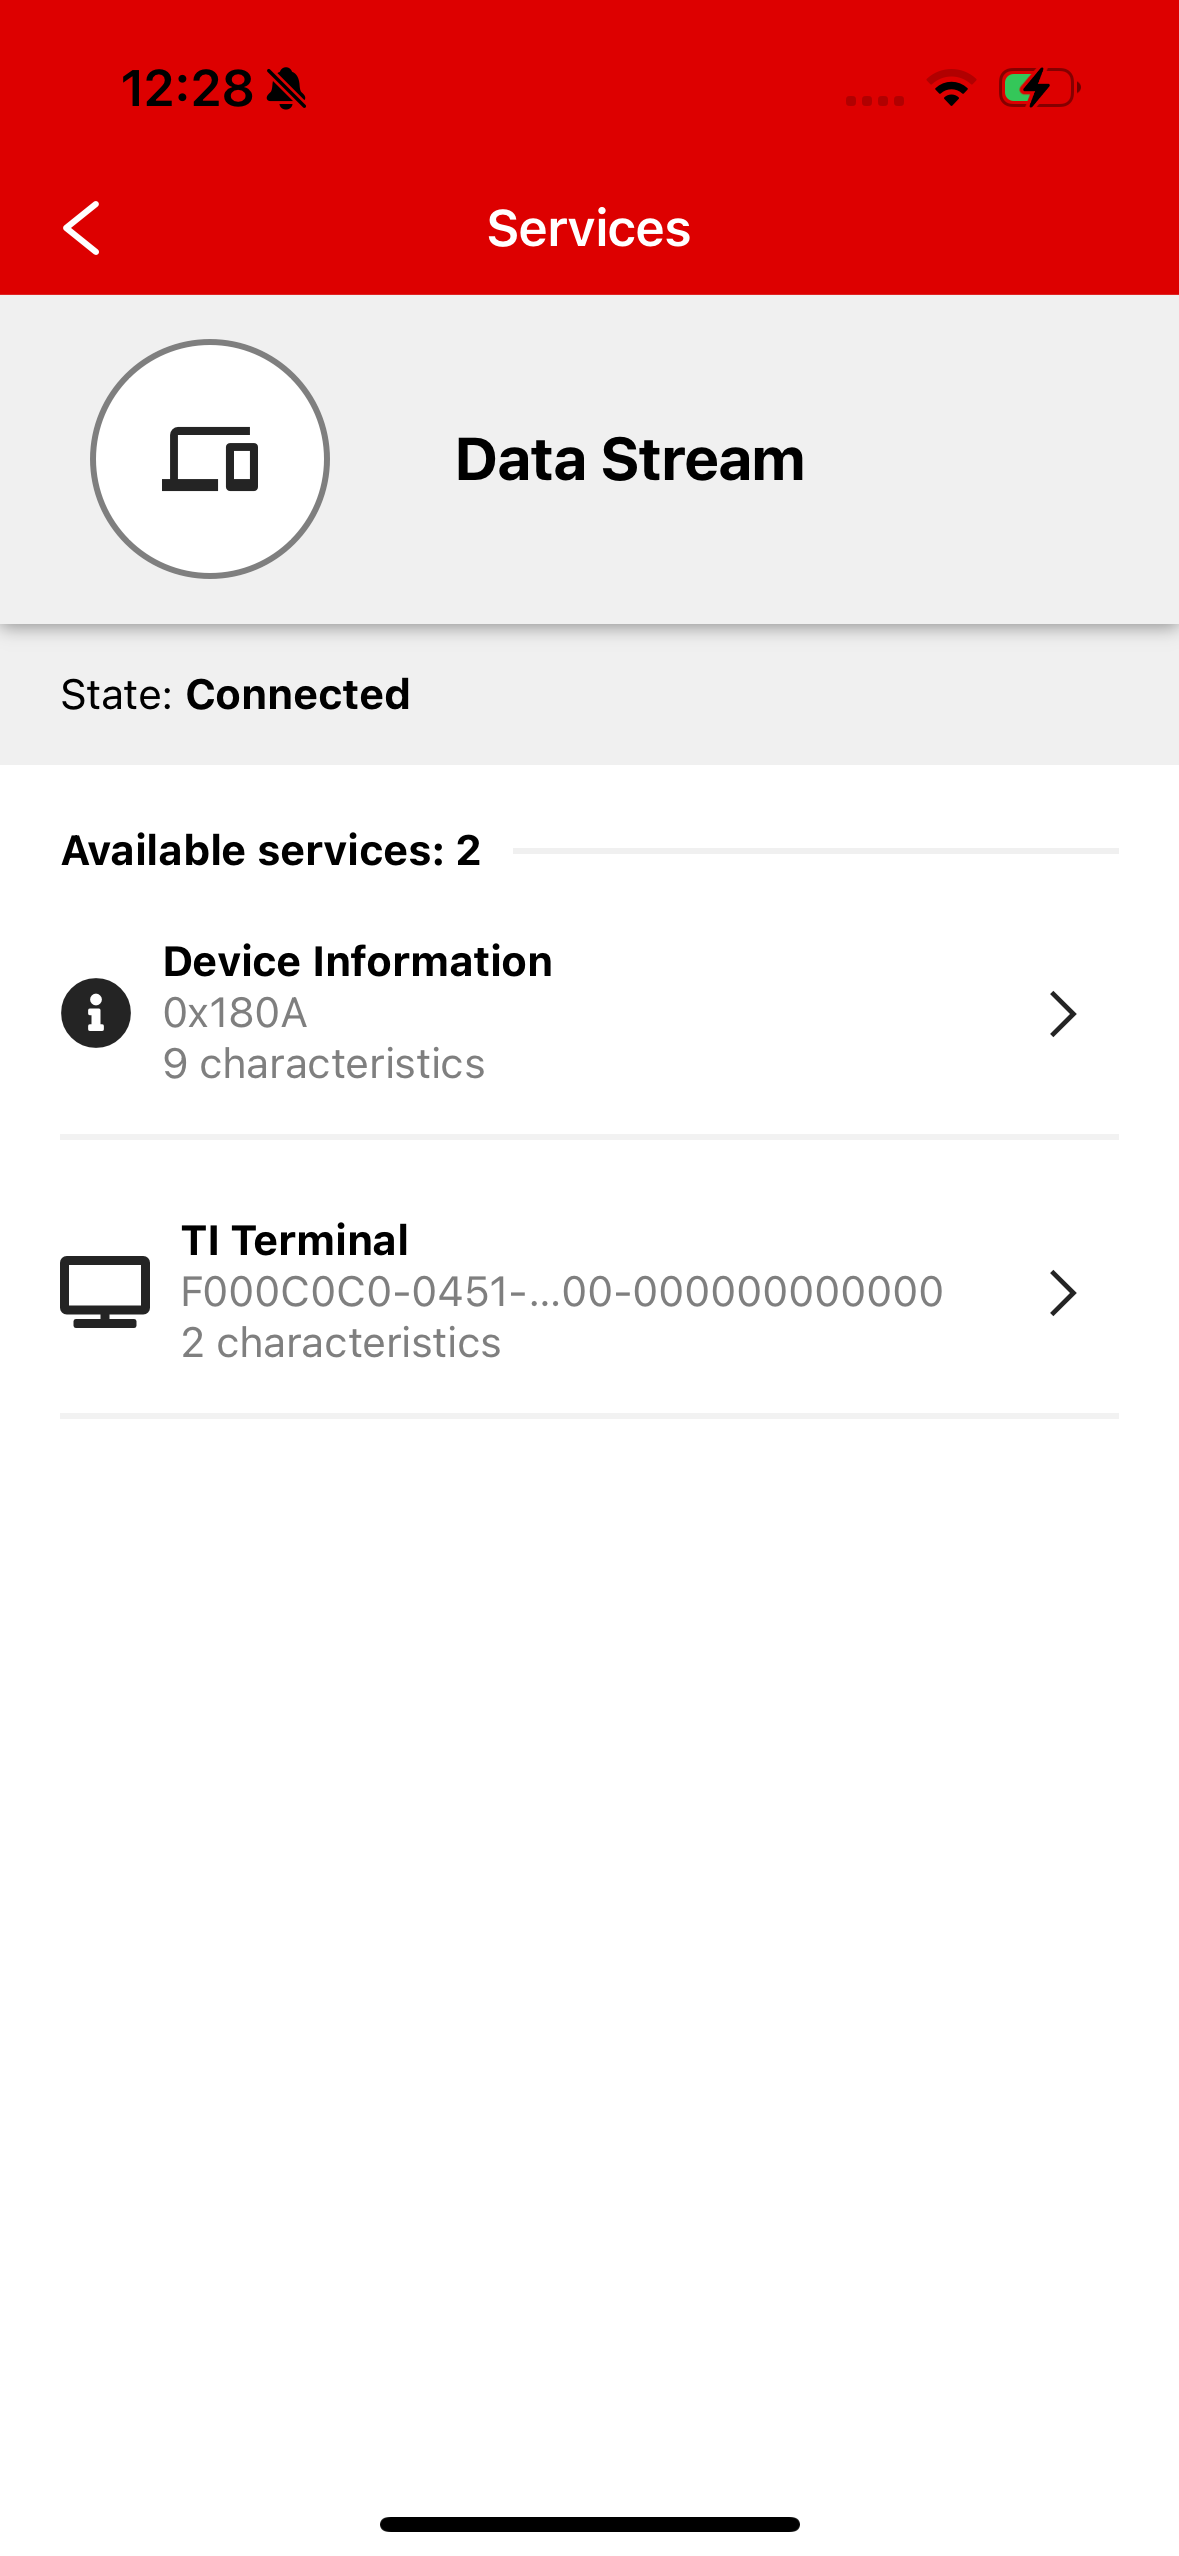 12:28
Services
Data Stream
State: Connected
Available services: 2
Device Information
0x180A
9 characteristics
TI Terminal
F000C0C0-0451-...00-000000000000
2 characteristics